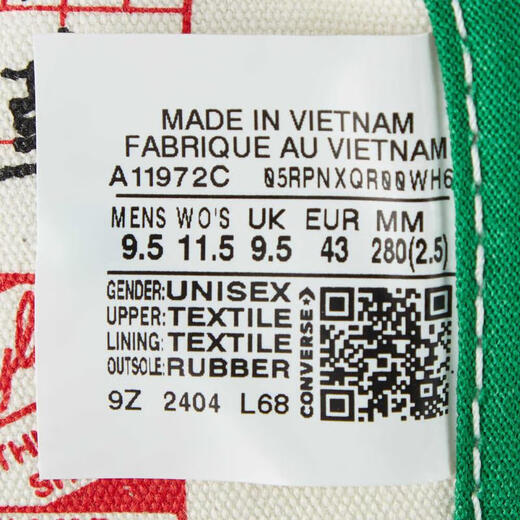 MADE IN VIETNAM
FABRIQUE AU VIETNAM
A11972C 05RPNXQR00WH6
MENS WO'S UK EUR MM
9.5 11.5 9.5 43 280(2.5)
GENDER: UNISEX
UPPER: TEXTILE
LINING: TEXTILE
OUTSOLE: RUBBER
CONVERSE
9Z 2404 L68